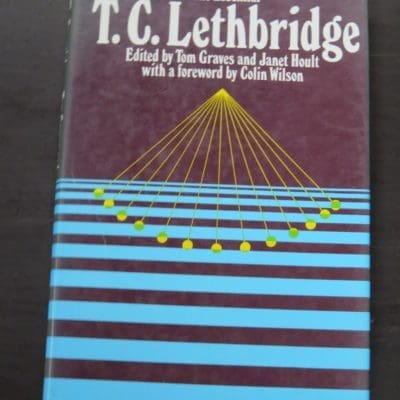 T. C. Lethbridge
Edited by Tom Graves and Janet Hoult
with a foreword by Colin Wilson